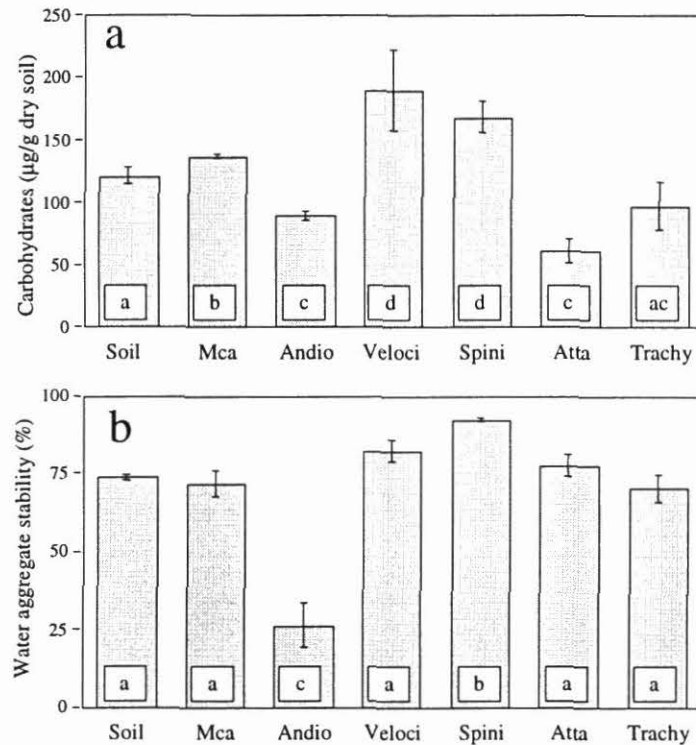 a
Carbohydrates (µg/g dry soil)
250
200
150
100
50
0
a b c d d c ac
Soil Mca Andio Veloci Spini Atta Trachy
b
Water aggregate stability (%)
100
75
50
25
0
a a c a b a a
Soil Mca Andio Veloci Spini Atta Trachy